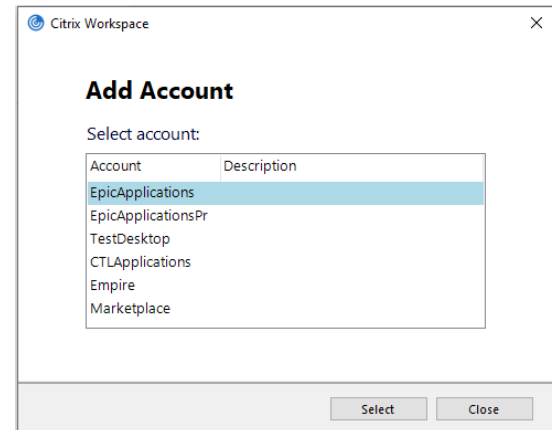 Citrix Workspace
Add Account
Select account:
Account Description
EpicApplications
EpicApplicationsPr
TestDesktop
CTLApplications
Empire
Marketplace
Select Close